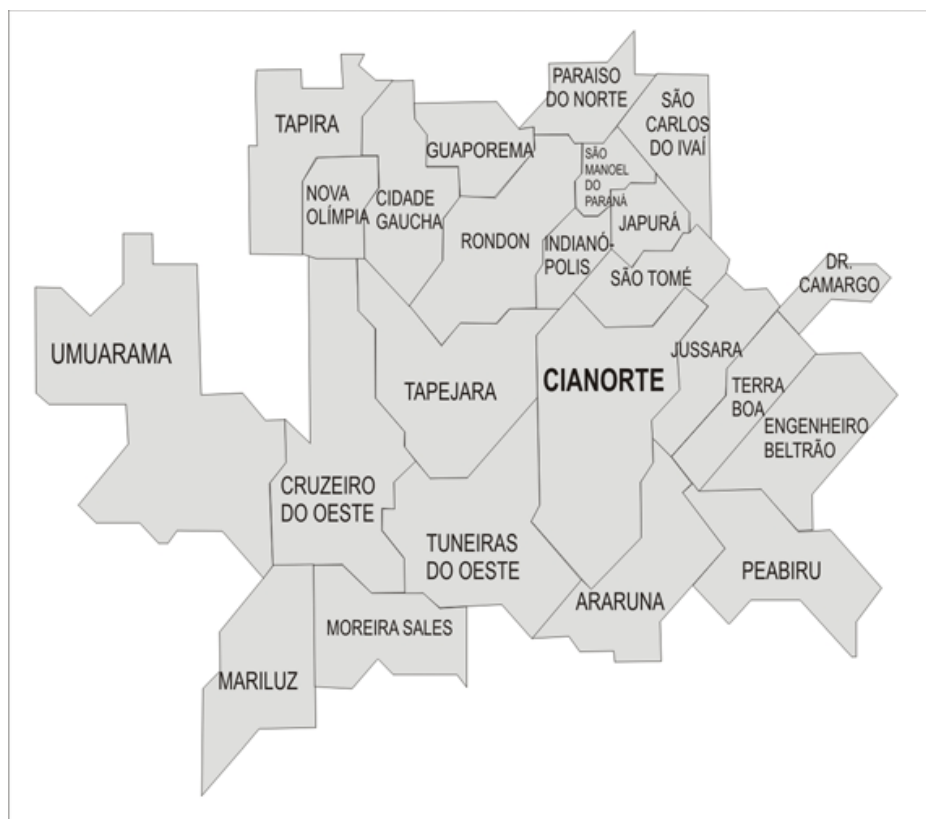 PARAISO
DO NORTE
SÃO
CARLOS
DO IVAÍ
TAPIRA
GUAPOREMA
SÃO
MANOEL
DO
PARANÁ
NOVA
OLÍMPIA
CIDADE
GAUCHA
JAPURÁ
RONDON
INDIANÓ-
POLIS
SÃO TOMÉ
DR.
CAMARGO
UMUARAMA
JUSSARA
CIANORTE
TAPEJARA
TERRA
BOA
ENGENHEIRO
BELTRÃO
CRUZEIRO
DO OESTE
TUNEIRAS
DO OESTE
PEABIRU
ARARUNA
MOREIRA SALES
MARILUZ